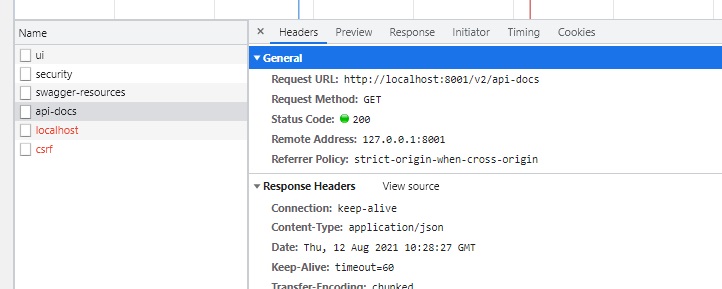 Name
ui
security
swagger-resources
api-docs
localhost
csrf
× Headers Preview Response Initiator Timing Cookies
▼ General
Request URL: http://localhost:8001/v2/api-docs
Request Method: GET
Status Code: 200
Remote Address: 127.0.0.1:8001
Referrer Policy: strict-origin-when-cross-origin
▼ Response Headers View source
Connection: keep-alive
Content-Type: application/json
Date: Thu, 12 Aug 2021 10:28:27 GMT
Keep-Alive: timeout=60
Transfer-Encoding: chunked